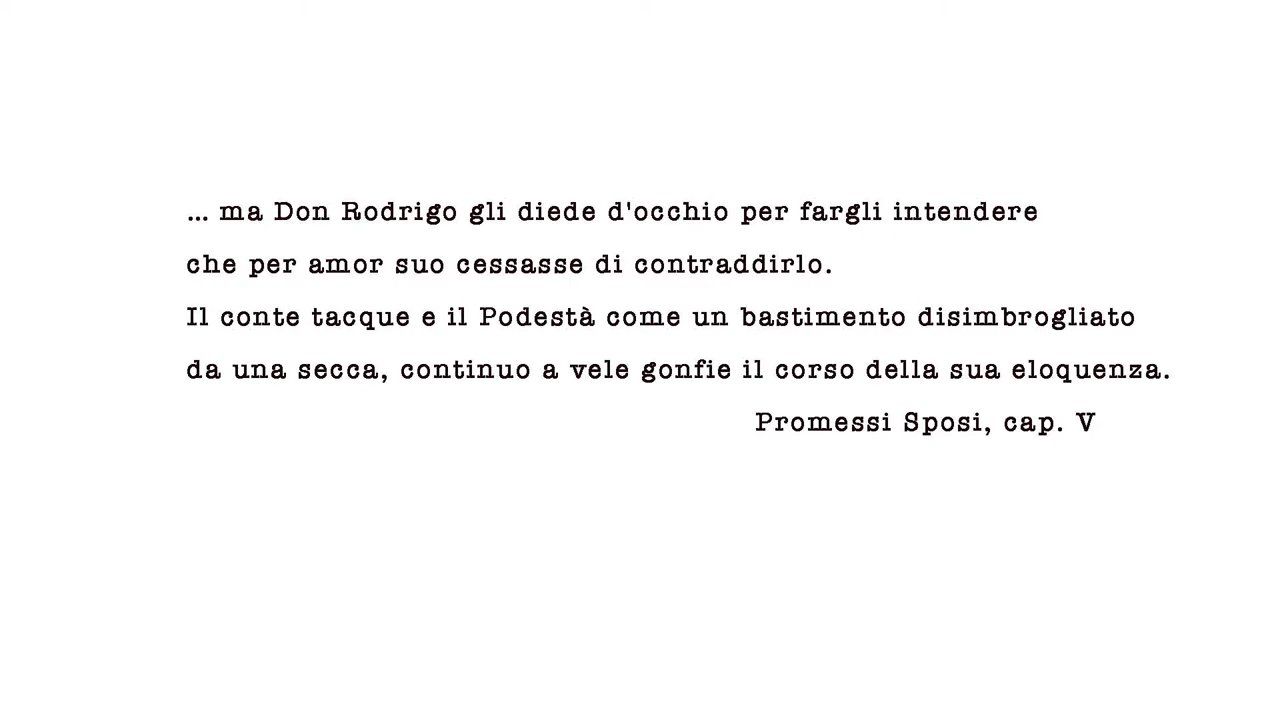 ... ma Don Rodrigo gli diede d'occhio per fargli intendere
che per amor suo cessasse di contraddirlo.
Il conte tacque e il Podestà come un bastimento disimbrogliato
da una secca, continuo a vele gonfie il corso della sua eloquenza.
Promessi Sposi, cap. V